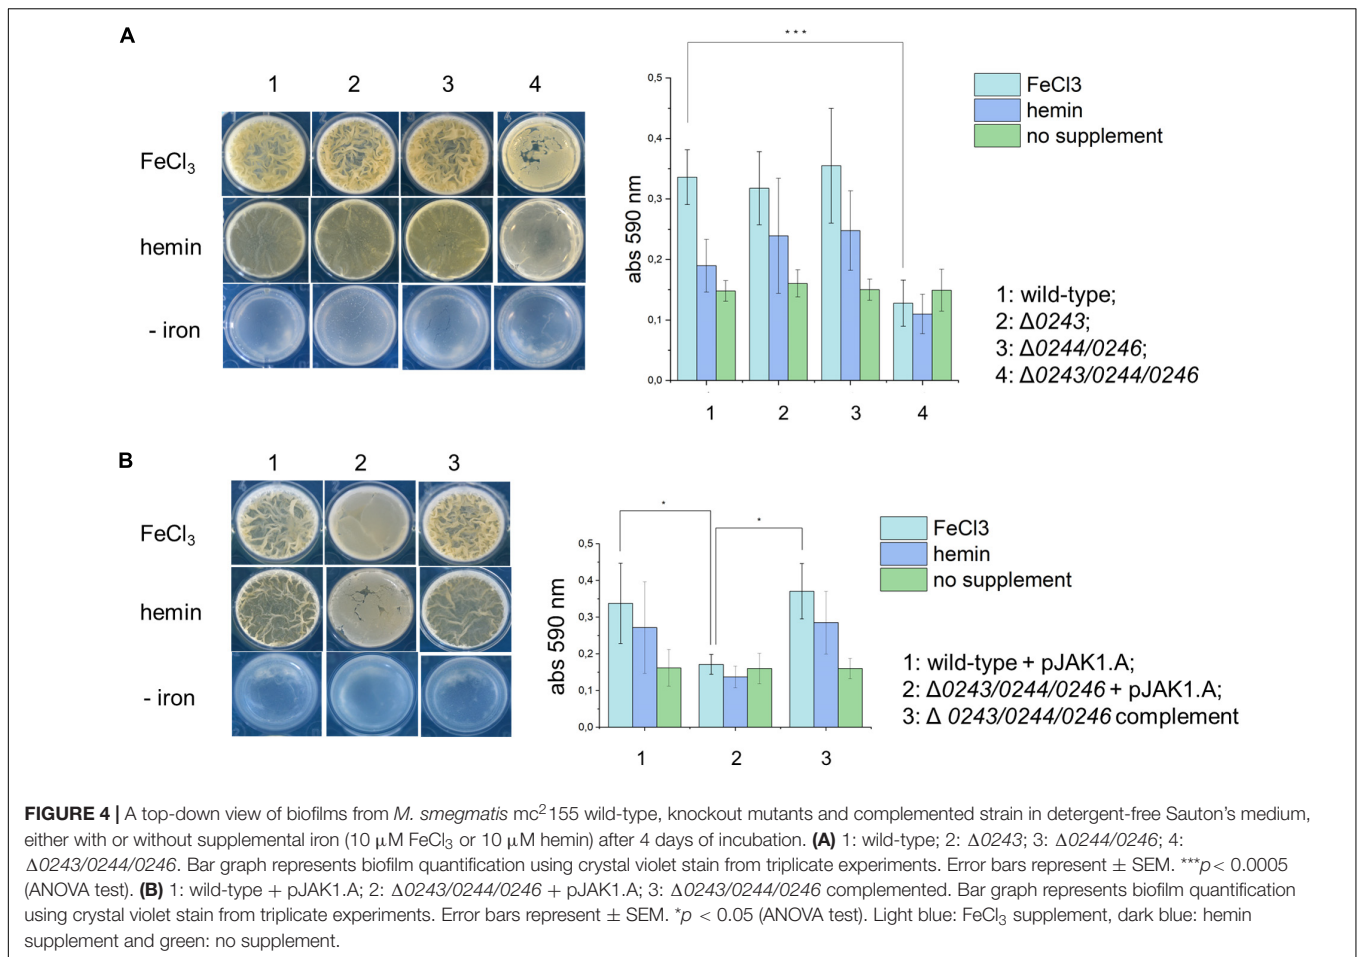 A
1 2 3 4
FeCl3
hemin
- iron
***
0,5
0,4
0,3
0,2
0,1
0,0
abs 590 nm
1 2 3 4
FeCl3
hemin
no supplement
1: wild-type;
2: Δ0243;
3: Δ0244/0246;
4: Δ0243/0244/0246
B
1 2 3
FeCl3
hemin
- iron
* *
0,5
0,4
0,3
0,2
0,1
0,0
abs 590 nm
1 2 3
FeCl3
hemin
no supplement
1: wild-type + pJAK1.A;
2: Δ0243/0244/0246 + pJAK1.A;
3: Δ 0243/0244/0246 complement
FIGURE 4 | A top-down view of biofilms from M. smegmatis mc2155 wild-type, knockout mutants and complemented strain in detergent-free Sauton's medium,
either with or without supplemental iron (10 μM FeCl3 or 10 μM hemin) after 4 days of incubation. (A) 1: wild-type; 2: Δ0243; 3: Δ0244/0246; 4:
Δ0243/0244/0246. Bar graph represents biofilm quantification using crystal violet stain from triplicate experiments. Error bars represent ± SEM. ***p< 0.0005
(ANOVA test). (B) 1: wild-type + pJAK1.A; 2: Δ0243/0244/0246 + pJAK1.A; 3: Δ0243/0244/0246 complemented. Bar graph represents biofilm quantification
using crystal violet stain from triplicate experiments. Error bars represent ± SEM. *p < 0.05 (ANOVA test). Light blue: FeCl3 supplement, dark blue: hemin
supplement and green: no supplement.